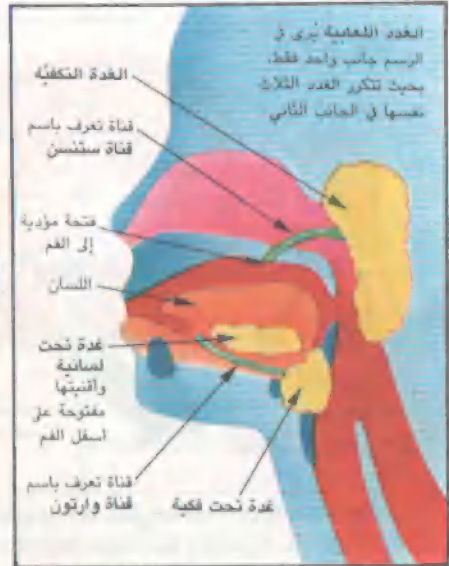 الغدد اللعابية يُرى في
الرسم جانب واحد فقط،
بحيث تتكرر الغدد الثلاث
نفسها في الجانب الثاني
الغدة النكفيّة
قناة تعرف باسم
قناة ستنسن
فتحة مؤدية
إلى الفم
اللسان
غدة تحت
لسانية
وأقنيتها
مفتوحة على
اسفل الفم
قناة تعرف باسم
قناة وارتون
غدة تحت فكية